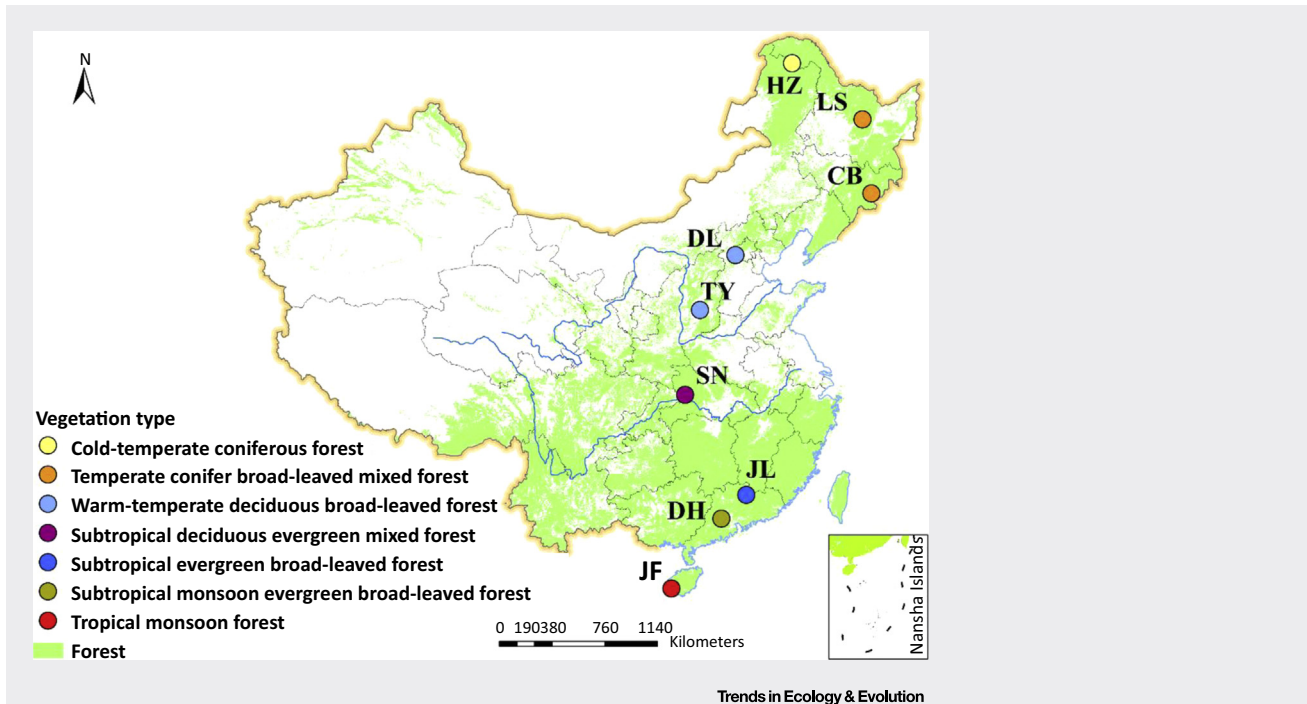 N
HZ
LS
CB
DL
TY
SN
JL
DH
JF
Vegetation type
Cold-temperate coniferous forest
Temperate conifer broad-leaved mixed forest
Warm-temperate deciduous broad-leaved forest
Subtropical deciduous evergreen mixed forest
Subtropical evergreen broad-leaved forest
Subtropical monsoon evergreen broad-leaved forest
Tropical monsoon forest
Forest
0 190380 760 1140
Kilometers
Nansha Islands
Trends in Ecology & Evolution